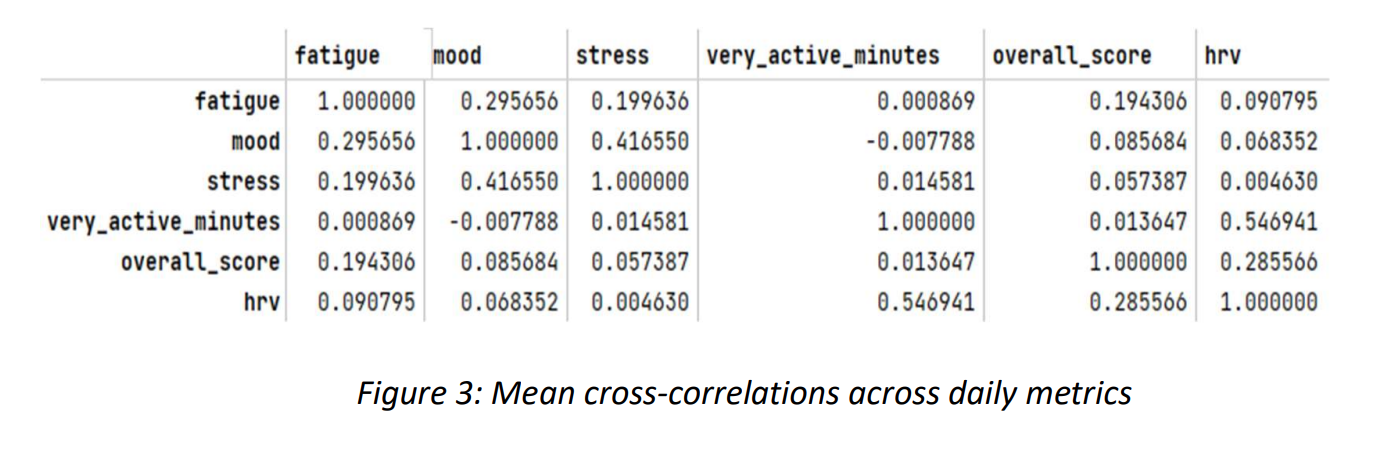 fatigue mood stress very_active_minutes overall_score hrv
fatigue 1.000000 0.295656 0.199636 0.000869 0.194306 0.090795
mood 0.295656 1.000000 0.416550 -0.007788 0.085684 0.068352
stress 0.199636 0.416550 1.000000 0.014581 0.057387 0.004630
very_active_minutes 0.000869 -0.007788 0.014581 1.000000 0.013647 0.546941
overall_score 0.194306 0.085684 0.057387 0.013647 1.000000 0.285566
hrv 0.090795 0.068352 0.004630 0.546941 0.285566 1.000000
Figure 3: Mean cross-correlations across daily metrics